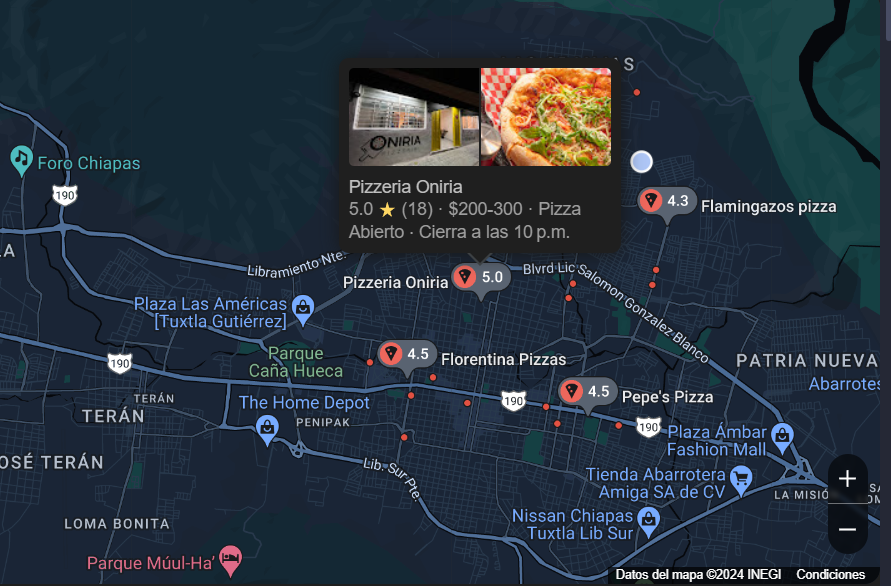 S
ONIRIA
Foro Chiapas
190
Pizzeria Oniria
5.0 ★ (18) · $200-300 · Pizza
Abierto · Cierra a las 10 p.m.
4.3
Flamingazos pizza
LA
Libramiento Nte.
Blvrd Lic Salomon Gonzalez Blanco
Pizzeria Oniria
5.0
Plaza Las Américas
[Tuxtla Gutiérrez]
4.5
Florentina Pizzas
Parque
Caña Hueca
190
PATRIA NUEVA
Abarrotes
4.5
Pepe's Pizza
190
TERÁN
TERÁN
The Home Depot
PENIPAK
190
Plaza Ámbar
Fashion Mall
OSÉ TERÁN
Lib. Sur Pte.
Tienda Abarrotera
Amiga SA de CV
+
LA MISIÓ
LOMA BONITA
Nissan Chiapas
Tuxtla Lib Sur
−
Parque Múul-Ha'
Datos del mapa ©2024 INEGI Condiciones